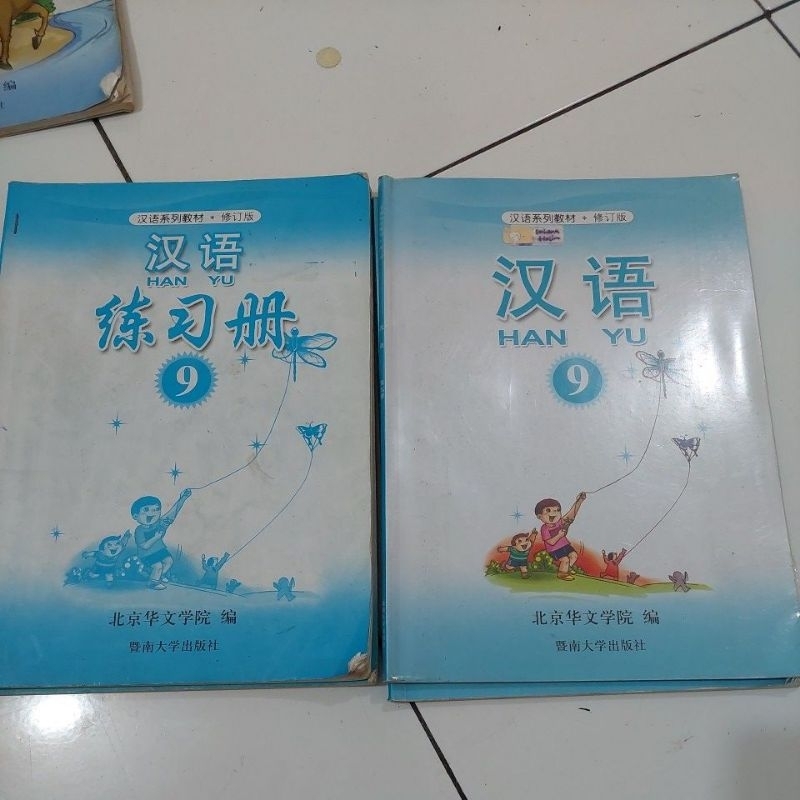 编
社
汉语系列教材·修订版
汉语
HAN YU
练习册
9
北京华文学院 编
暨南大学出版社
汉语系列教材·修订版
汉语
HAN YU
9
北京华文学院 编
暨南大学出版社